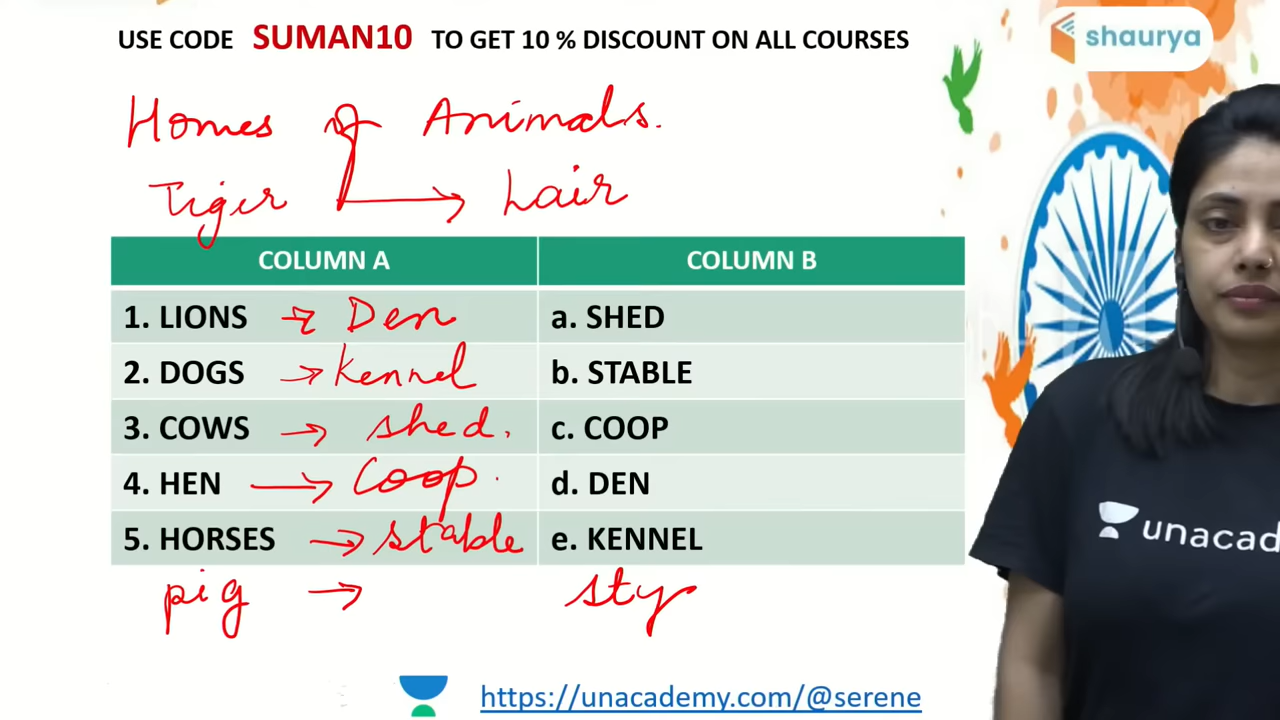 USE CODE SUMAN10 TO GET 10 % DISCOUNT ON ALL COURSES
shaurya
Homes of Animals.
Tiger → Lair
COLUMN A COLUMN B
1. LIONS → Den a. SHED
2. DOGS → Kennel b. STABLE
3. COWS → shed. c. COOP
4. HEN → Coop. d. DEN
5. HORSES → stable e. KENNEL
pig → sty
unacad
https://unacademy.com/@serene